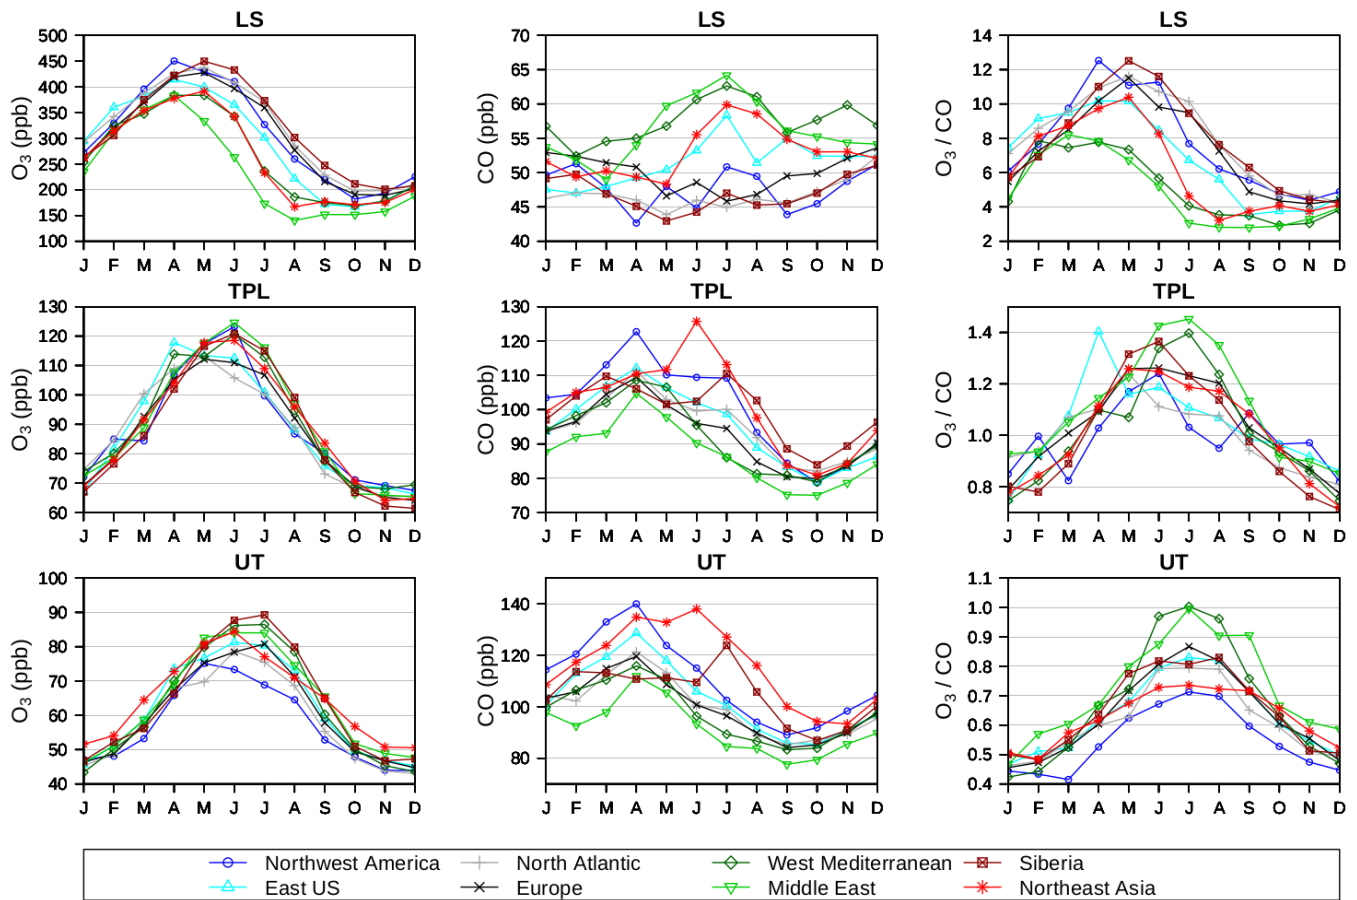 LS
LS
LS
500
450
400
350
300
250
200
150
100
O3 (ppb)
J F M A M J J A S O N D
70
65
60
55
50
45
40
CO (ppb)
J F M A M J J A S O N D
14
12
10
8
6
4
2
O3 / CO
J F M A M J J A S O N D
TPL
TPL
TPL
130
120
110
100
90
80
70
60
O3 (ppb)
J F M A M J J A S O N D
130
120
110
100
90
80
70
CO (ppb)
J F M A M J J A S O N D
1.4
1.2
1.0
0.8
O3 / CO
J F M A M J J A S O N D
UT
UT
UT
100
90
80
70
60
50
40
O3 (ppb)
J F M A M J J A S O N D
140
120
100
80
CO (ppb)
J F M A M J J A S O N D
1.1
1.0
0.9
0.8
0.7
0.6
0.5
0.4
O3 / CO
J F M A M J J A S O N D
Northwest America North Atlantic West Mediterranean Siberia
East US Europe Middle East Northeast Asia